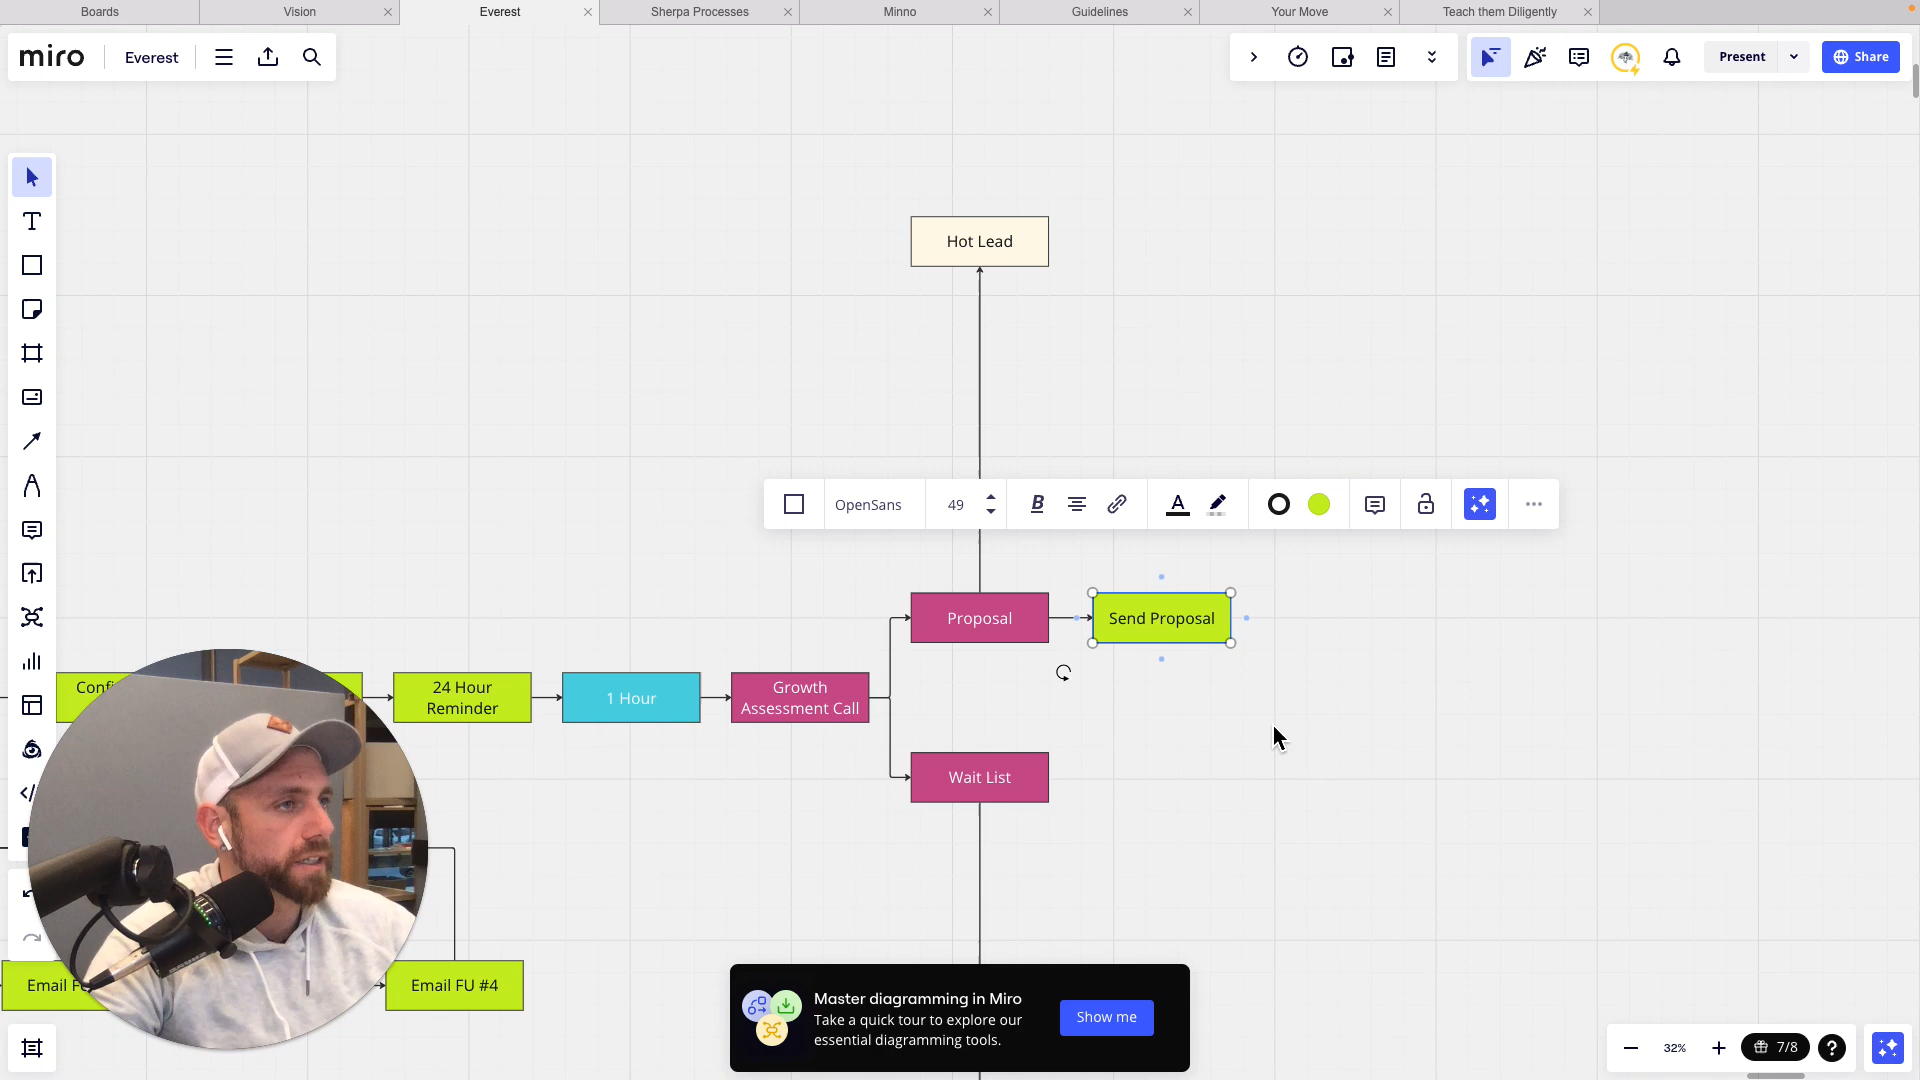 Boards
Vision
Everest
Sherpa Processes
Minno
Guidelines
Your Move
Teach them Diligently
miro
Everest
Present
Share
Hot Lead
OpenSans
49
B
A
Proposal
Send Proposal
24 Hour
Reminder
1 Hour
Growth
Assessment Call
Wait List
Email
Email FU #4
Master diagramming in Miro
Take a quick tour to explore our
essential diagramming tools.
Show me
32%
7/8